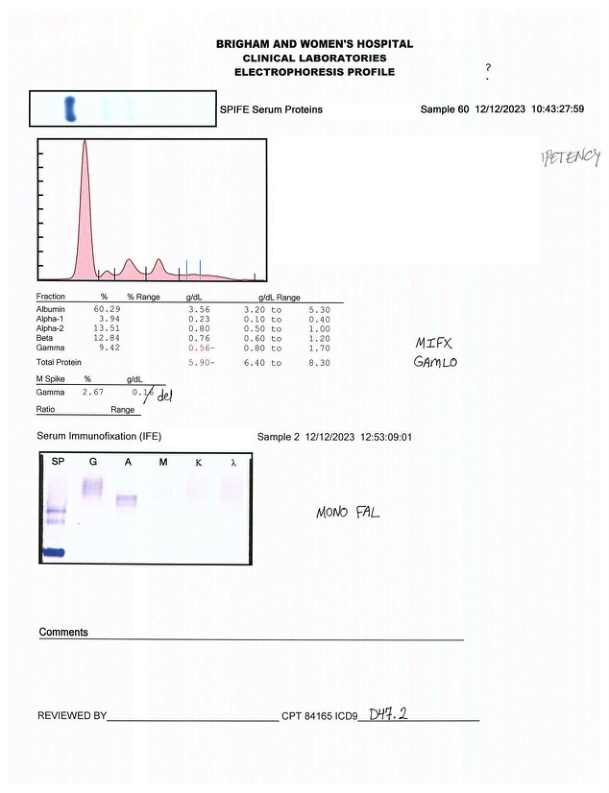 BRIGHAM AND WOMEN'S HOSPITAL
CLINICAL LABORATORIES
ELECTROPHORESIS PROFILE
?
SPIFE Serum Proteins Sample 60 12/12/2023 10:43:27:59
IPETENCY
Fraction % % Range g/dL g/dL Range
Albumin 60.29 3.56 3.20 to 5.30
Alpha-1 3.94 0.23 0.10 to 0.40
Alpha-2 13.51 0.80 0.50 to 1.00
Beta 12.84 0.76 0.60 to 1.20
Gamma 9.42 0.56- 0.80 to 1.70
Total Protein 5.90- 6.40 to 8.30
MIFX
GAMLO
M Spike % g/dL
Gamma 2.67 0.16 del
Ratio Range
Serum Immunofixation (IFE) Sample 2 12/12/2023 12:53:09:01
SP G A M K λ
MONO FAL
Comments
REVIEWED BY CPT 84165 ICD9 D47.2